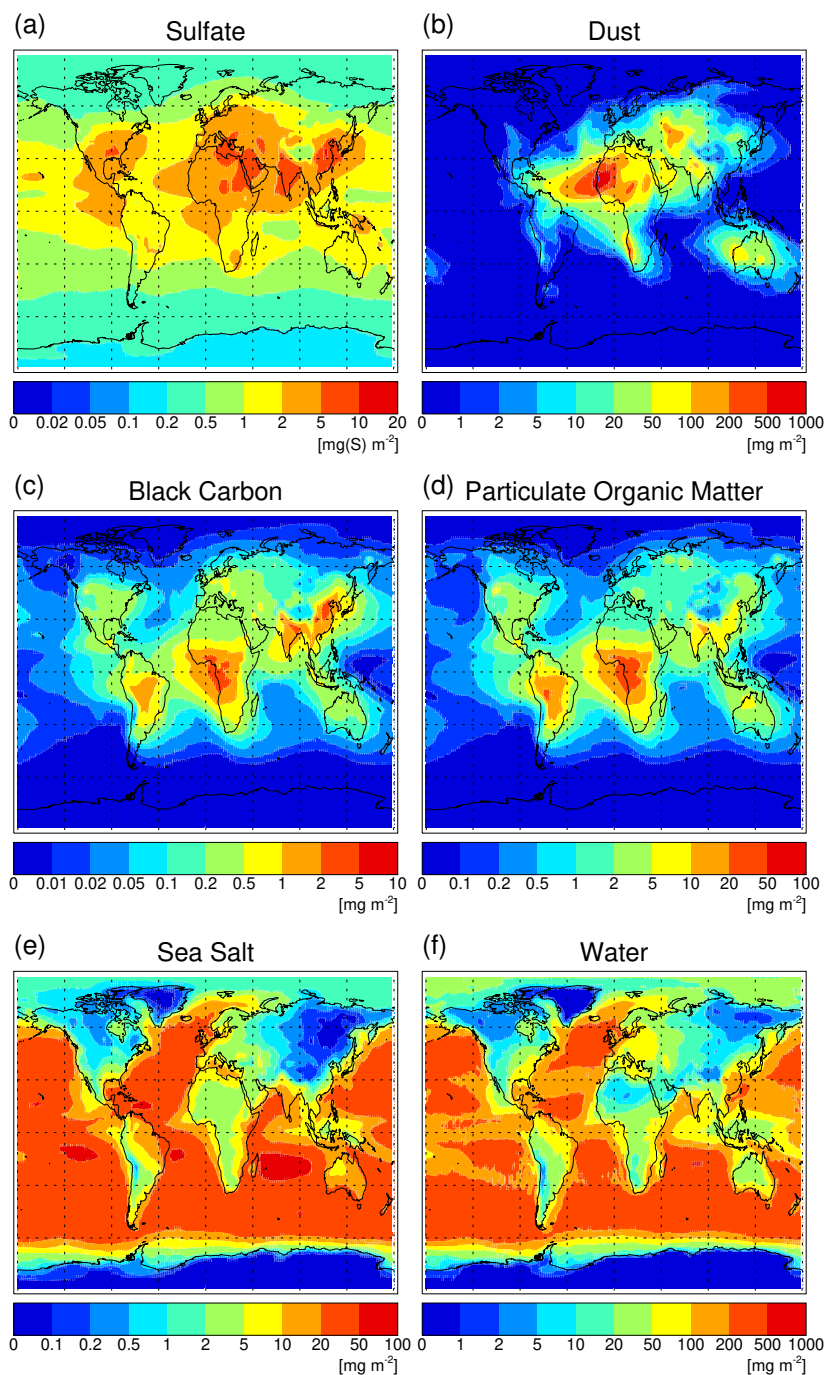 (a) Sulfate
(b) Dust
0 0.02 0.05 0.1 0.2 0.5 1 2 5 10 20
[mg(S) m-2]
0 1 2 5 10 20 50 100 200 500 1000
[mg m-2]
(c) Black Carbon
(d) Particulate Organic Matter
0 0.01 0.02 0.05 0.1 0.2 0.5 1 2 5 10
[mg m-2]
0 0.1 0.2 0.5 1 2 5 10 20 50 100
[mg m-2]
(e) Sea Salt
(f) Water
0 0.1 0.2 0.5 1 2 5 10 20 50 100
[mg m-2]
0 1 2 5 10 20 50 100 200 500 1000
[mg m-2]